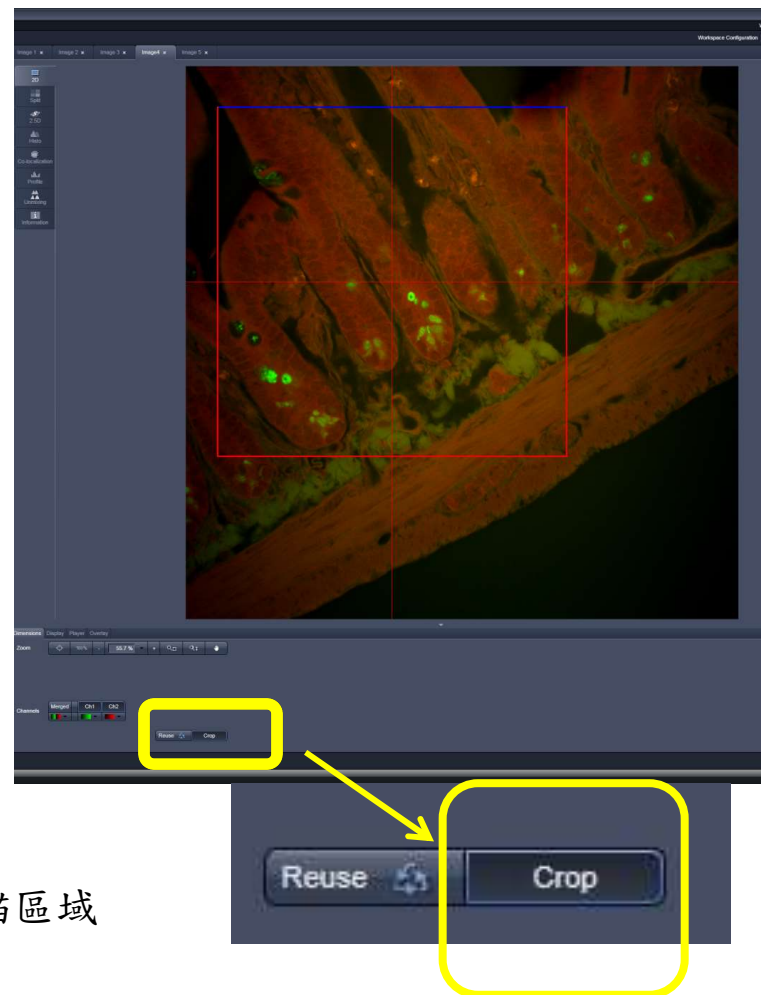 Workspace Configuration
Image 1 × Image 2 × Image 3 × Image4 × Image 5 ×
2D
Split
2.5D
Histo
Co-localization
Profile
Unmixing
Information
Dimensions Display Player Overlay
Zoom 55.7 %
Channels Merged Ch1 Ch2
Reuse Crop
Reuse Crop
區域